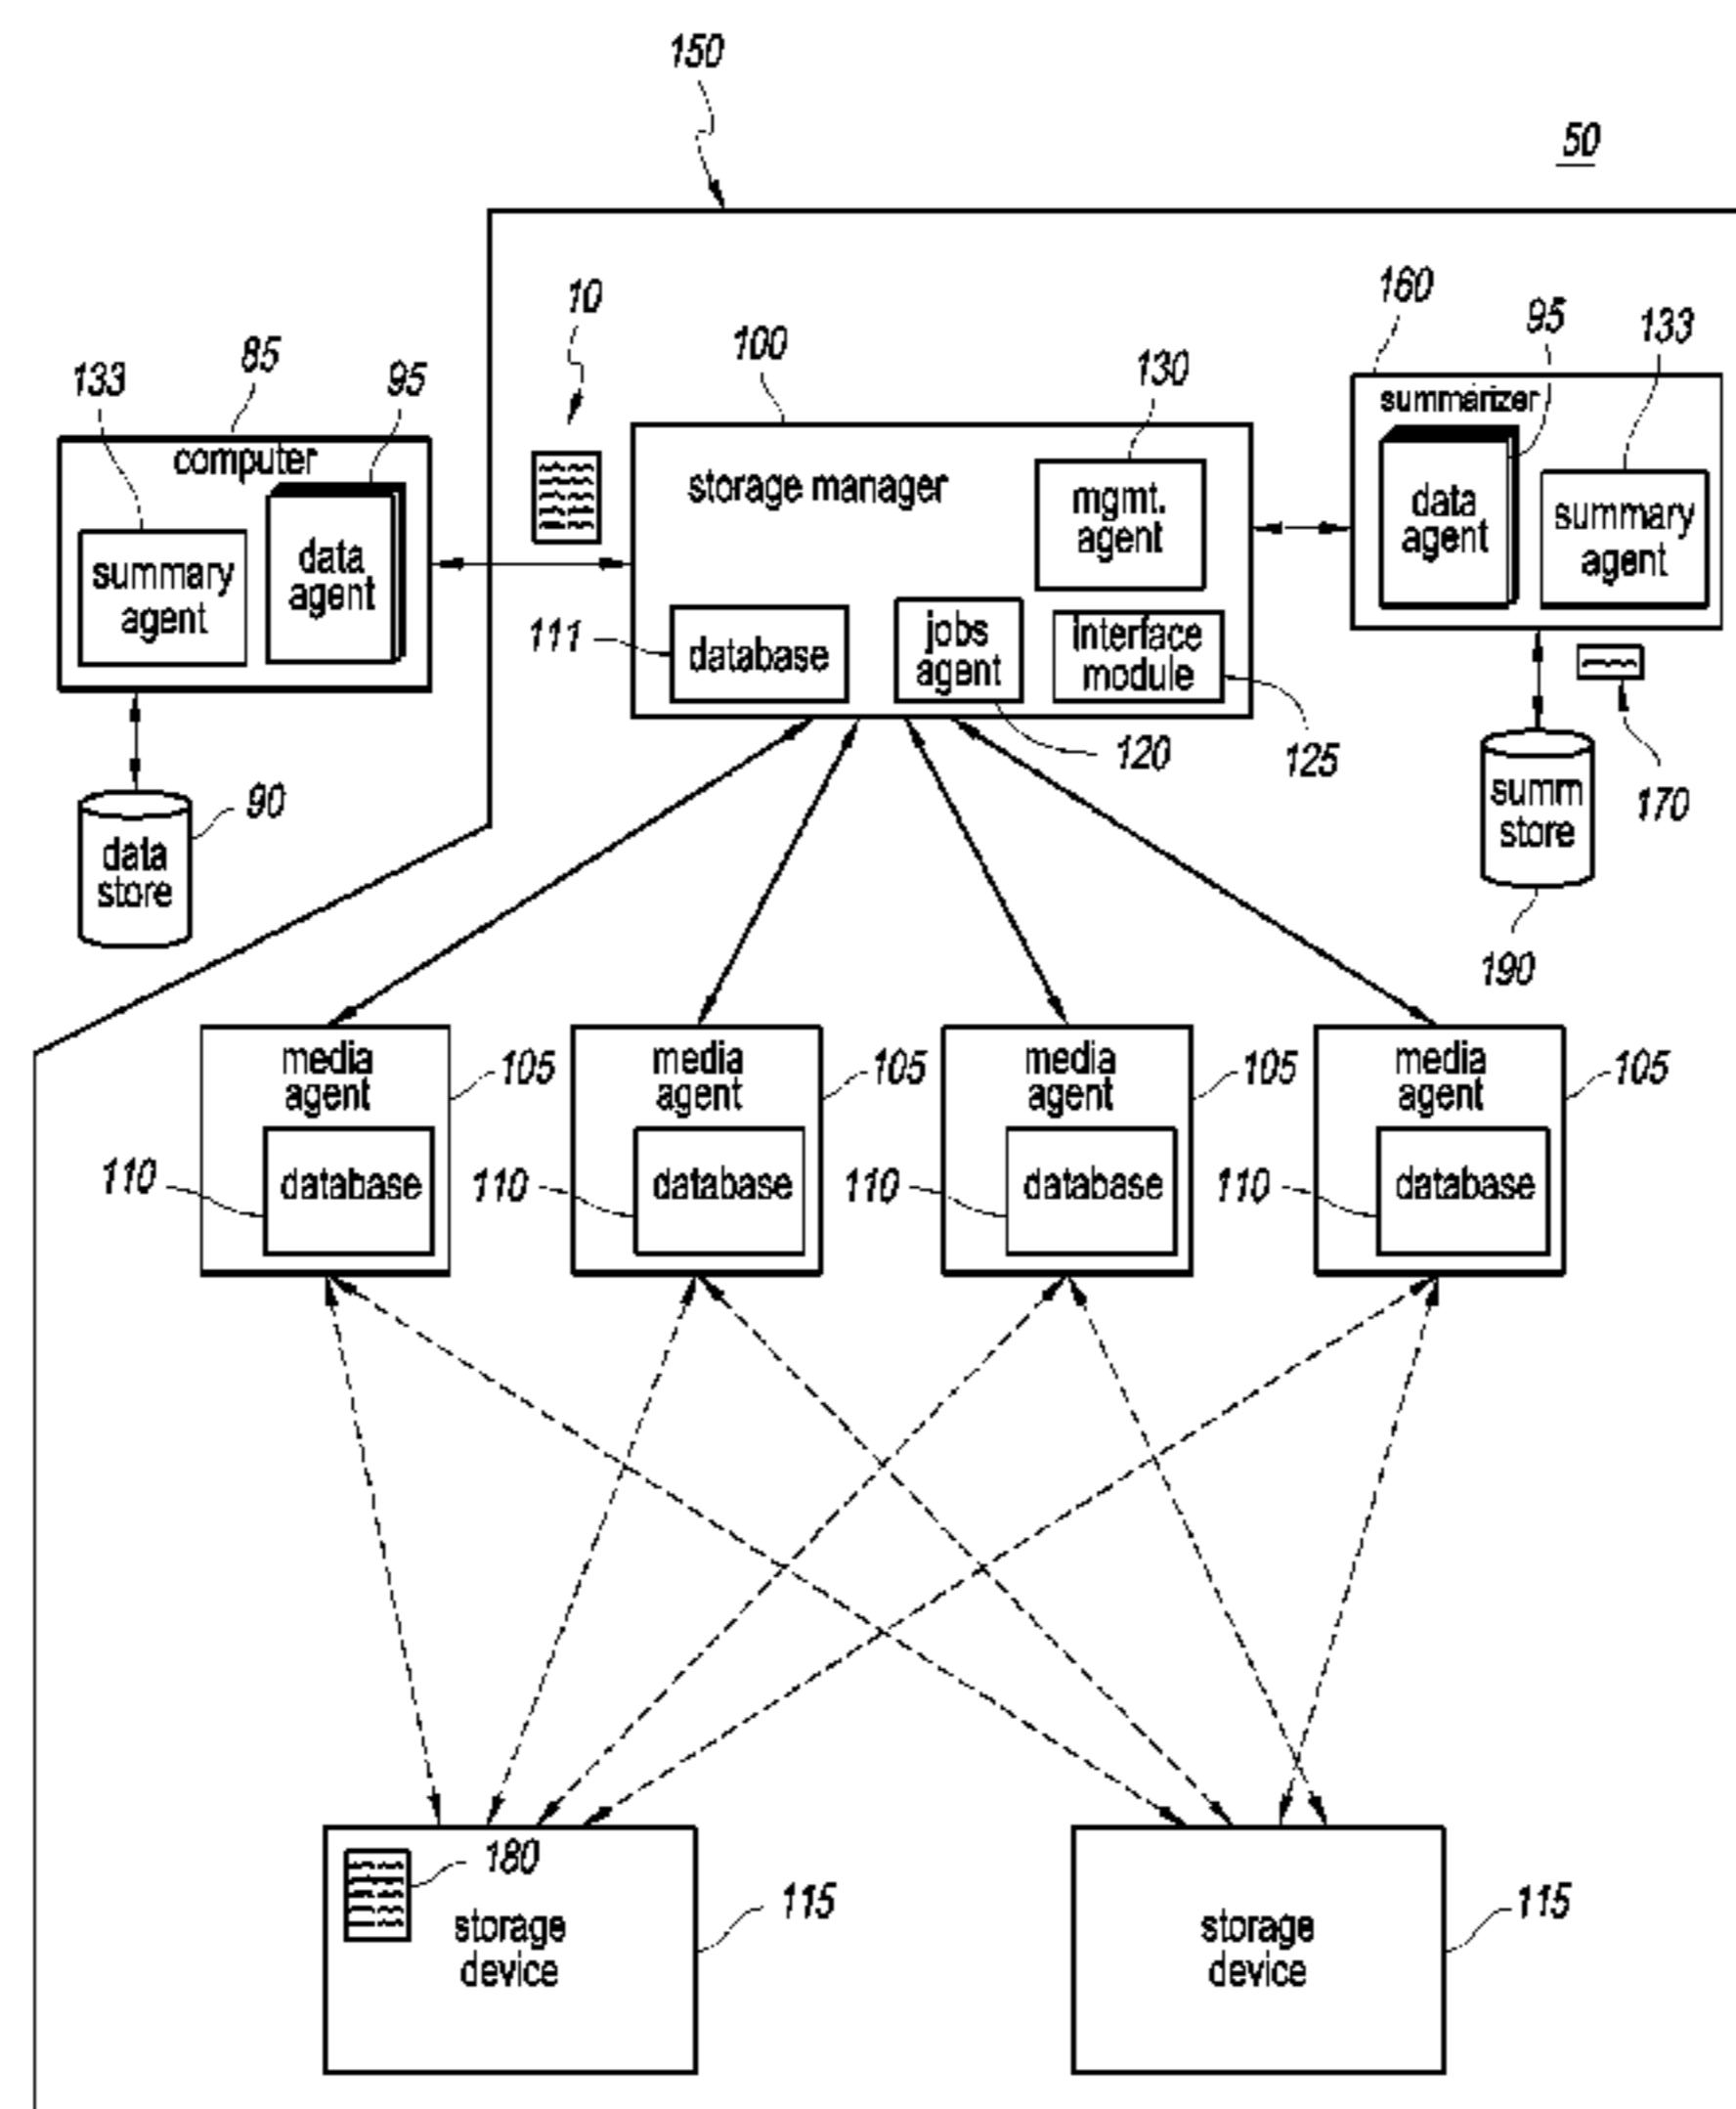 150
50
10
100
130
160
95
133
85
133
95
computer
summary
agent
data
agent
storage manager
mgmt.
agent
summarizer
data
agent
summary
agent
111
database
jobs
agent
interface
module
120
125
170
90
data
store
summ
store
190
media
agent
105
media
agent
105
media
agent
105
media
agent
105
110
database
110
database
110
database
110
database
180
storage
device
115
storage
device
115